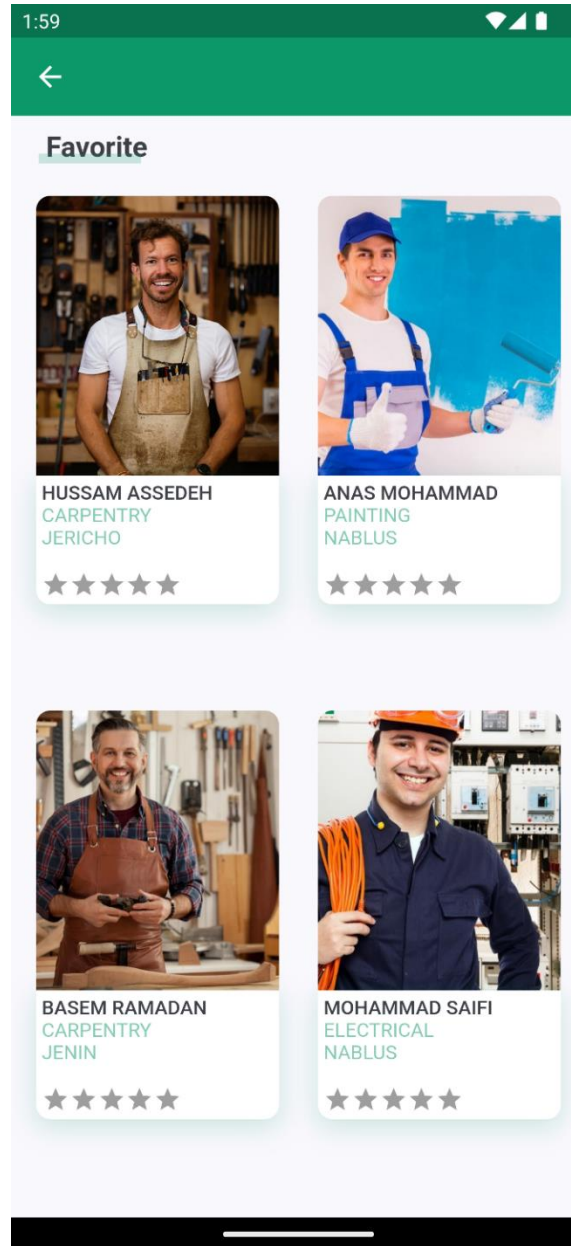 1:59
Favorite
HUSSAM ASSEDEH
CARPENTRY
JERICHO
ANAS MOHAMMAD
PAINTING
NABLUS
BASEM RAMADAN
CARPENTRY
JENIN
MOHAMMAD SAIFI
ELECTRICAL
NABLUS